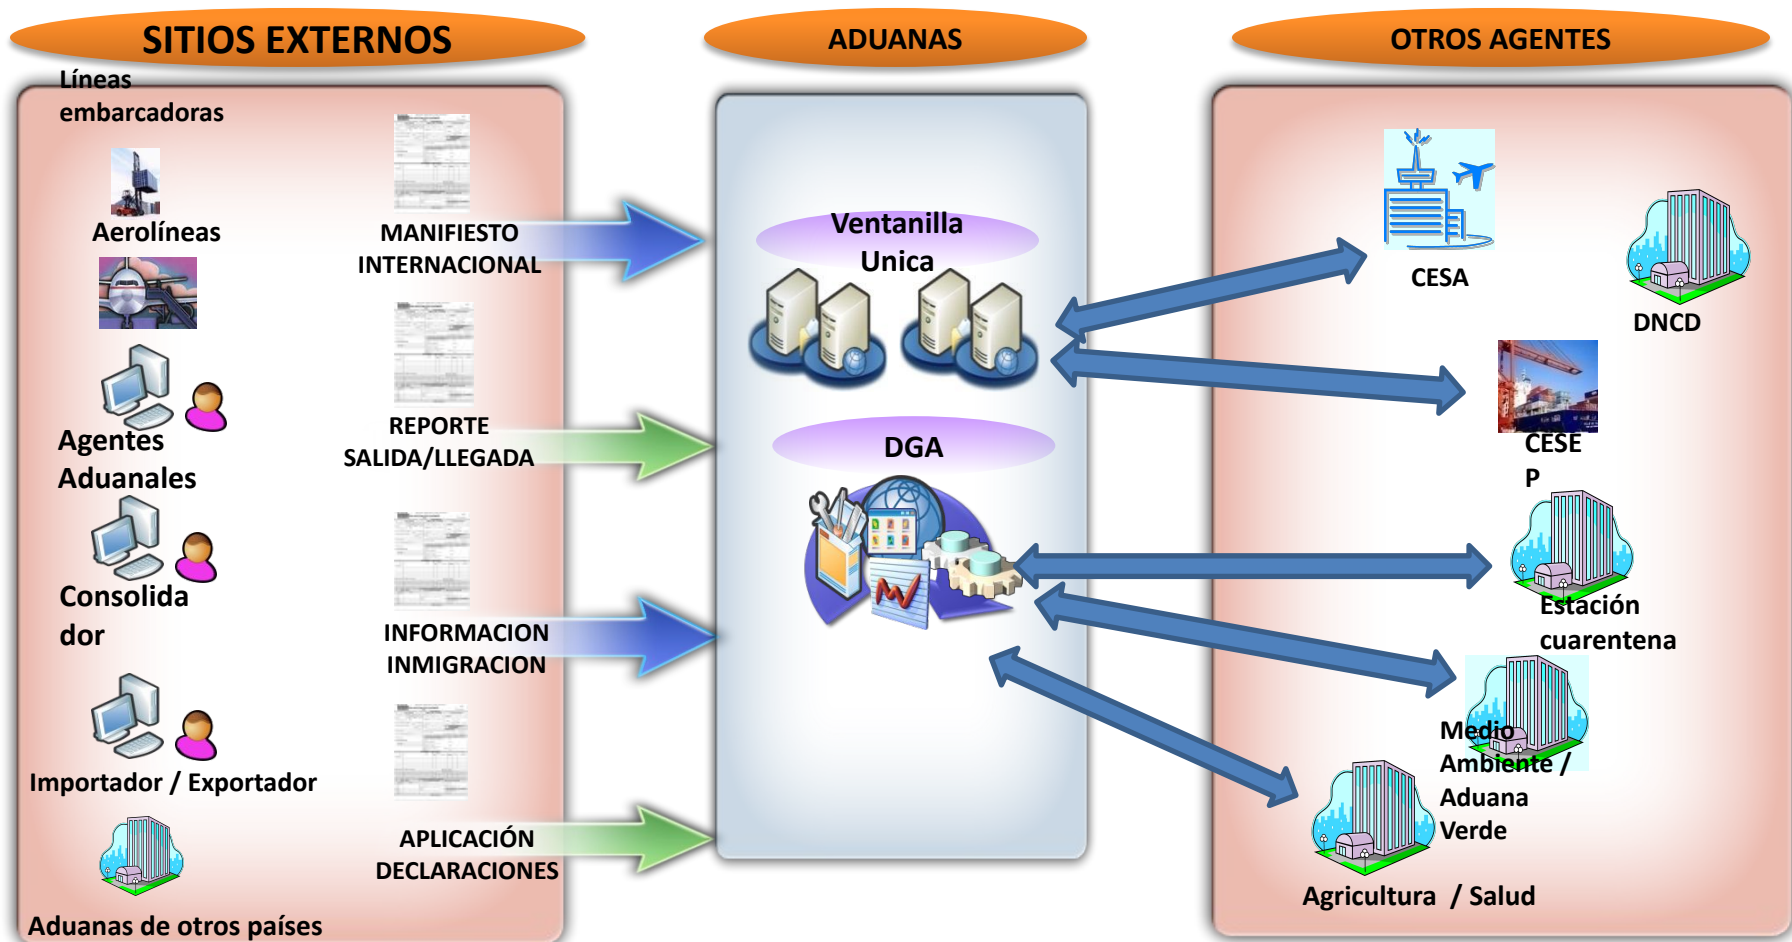 SITIOS EXTERNOS
Líneas
embarcadoras
Aerolíneas
Agentes
Aduanales
Consolida
dor
Importador / Exportador
Aduanas de otros países
MANIFIESTO
INTERNACIONAL
REPORTE
SALIDA/LLEGADA
INFORMACION
INMIGRACION
APLICACIÓN
DECLARACIONES
ADUANAS
Ventanilla
Unica
DGA
OTROS AGENTES
CESA
DNCD
CESE
P
Estación
cuarentena
Medio
Ambiente /
Aduana
Verde
Agricultura / Salud